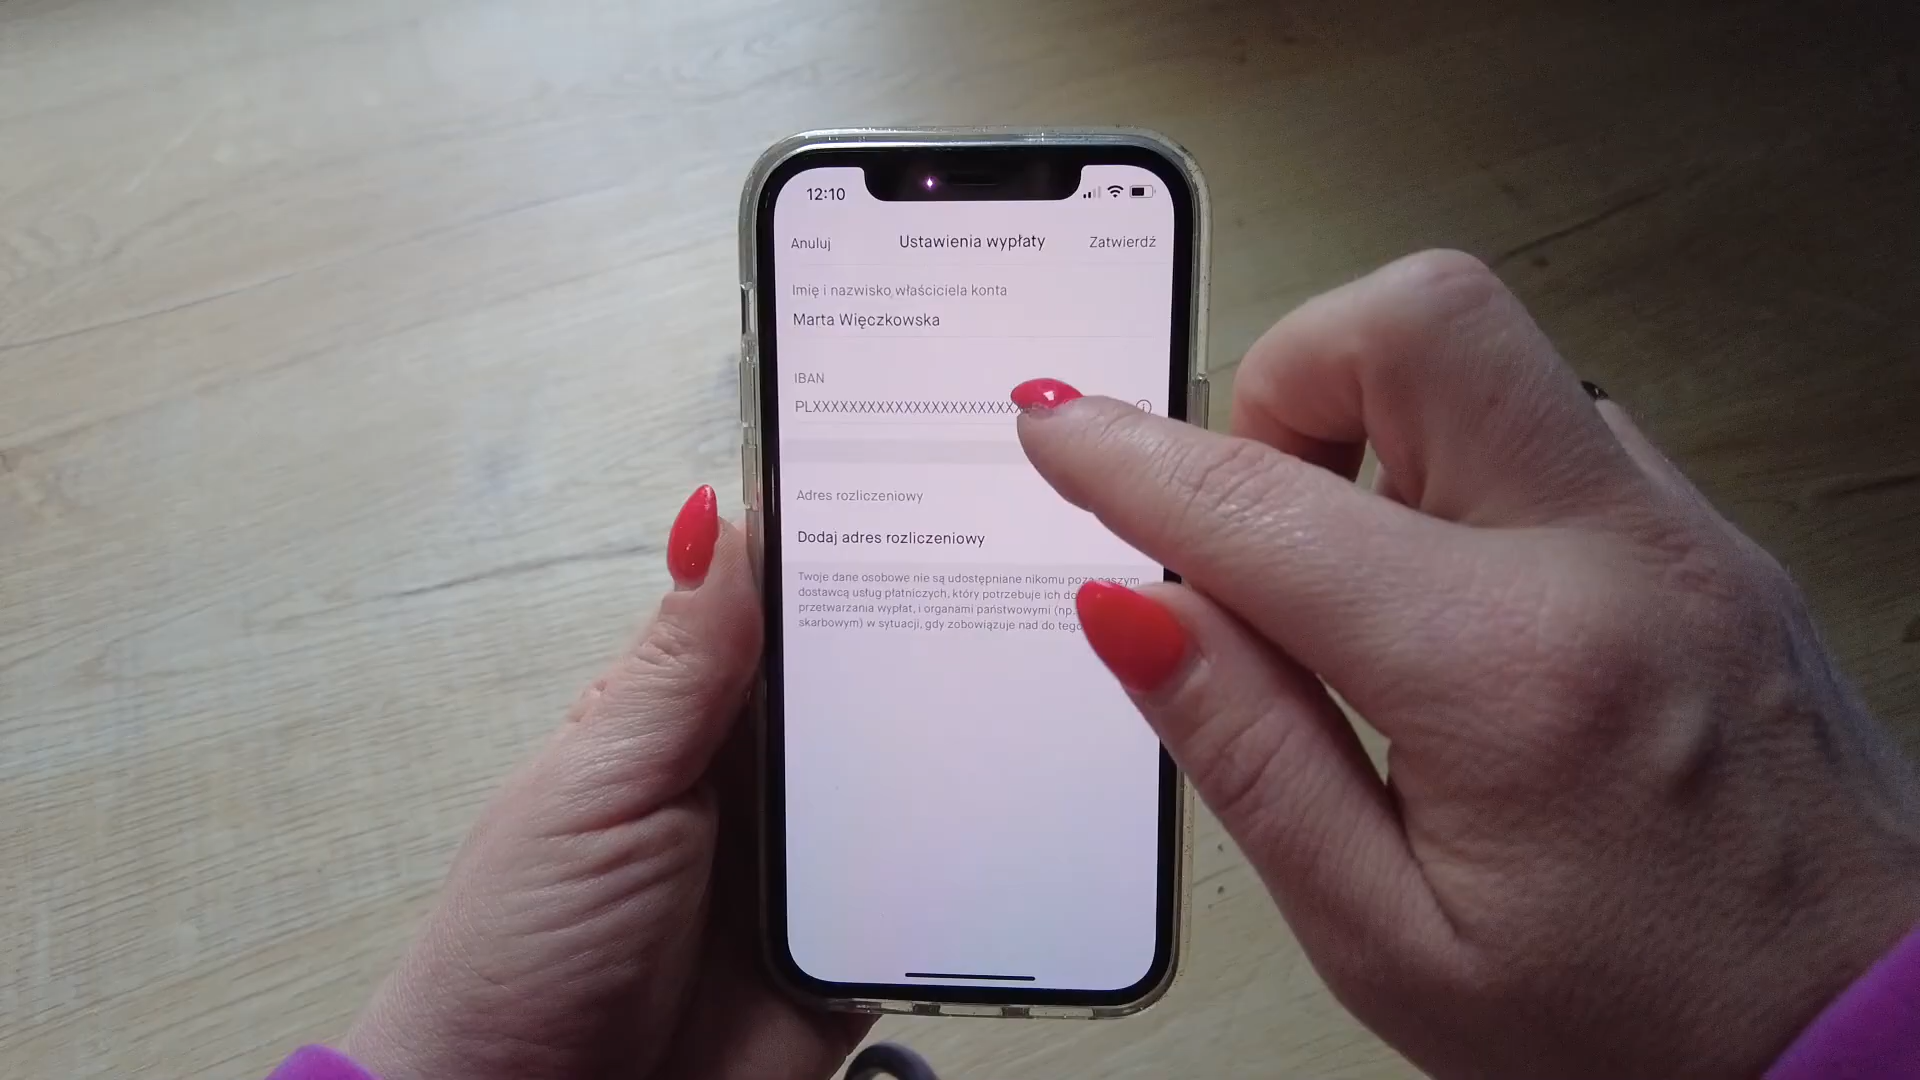 12:10
Anuluj Ustawienia wypłaty Zatwierdź
Imię i nazwisko właściciela konta
Marta Więczkowska
IBAN
PLXXXXXXXXXXXXXXXXXXXXXXX
Adres rozliczeniowy
Dodaj adres rozliczeniowy
Twoje dane osobowe nie są udostępniane nikomu poza naszym
dostawcą usług płatniczych, który potrzebuje ich do
przetwarzania wypłat, i organami państwowymi (np.
skarbowym) w sytuacji, gdy zobowiązuje nad do tego